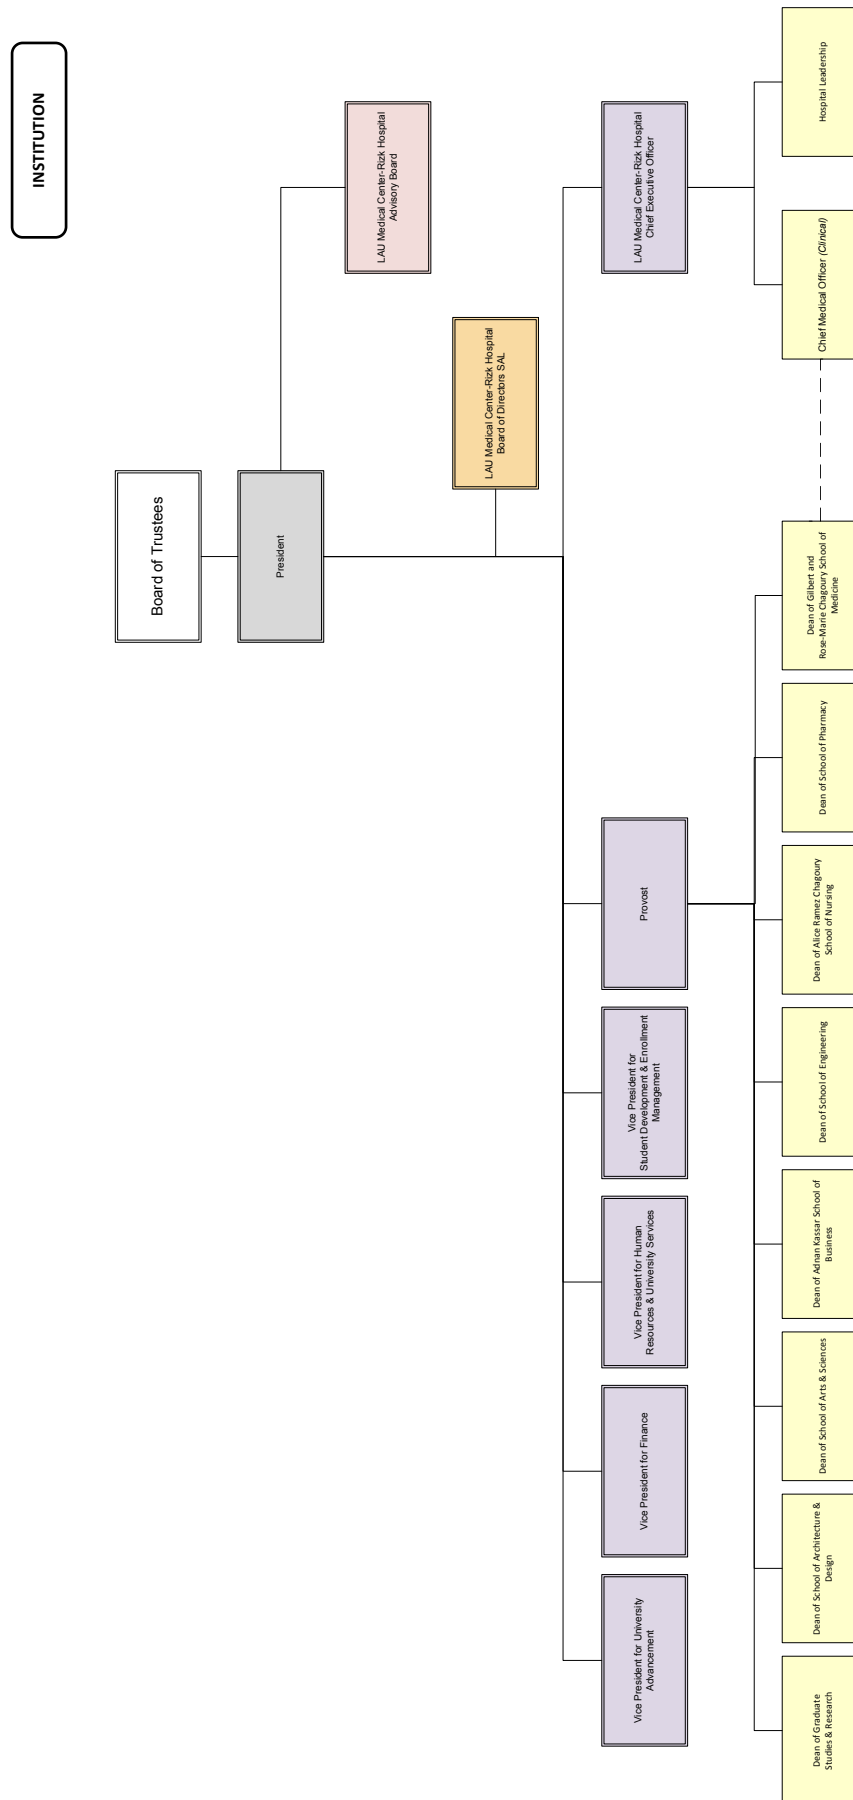 INSTITUTION
Board of Trustees
President
LAU Medical Center-Rizk Hospital
Advisory Board
LAU Medical Center-Rizk Hospital
Board of Directors SAL
Vice President for University
Advancement
Vice President for Finance
Vice President for Human
Resources & University Services
Vice President for
Student Development & Enrollment
Management
Provost
LAU Medical Center-Rizk Hospital
Chief Executive Officer
Dean of Graduate
Studies & Research
Dean of School of Architecture &
Design
Dean of School of Arts & Sciences
Dean of Adnan Kassar School of
Business
Dean of School of Engineering
Dean of Alice Ramez Chagoury
School of Nursing
Dean of School of Pharmacy
Dean of Gilbert and
Rose-Marie Chagoury School of
Medicine
Chief Medical Officer (Clinical)
Hospital Leadership